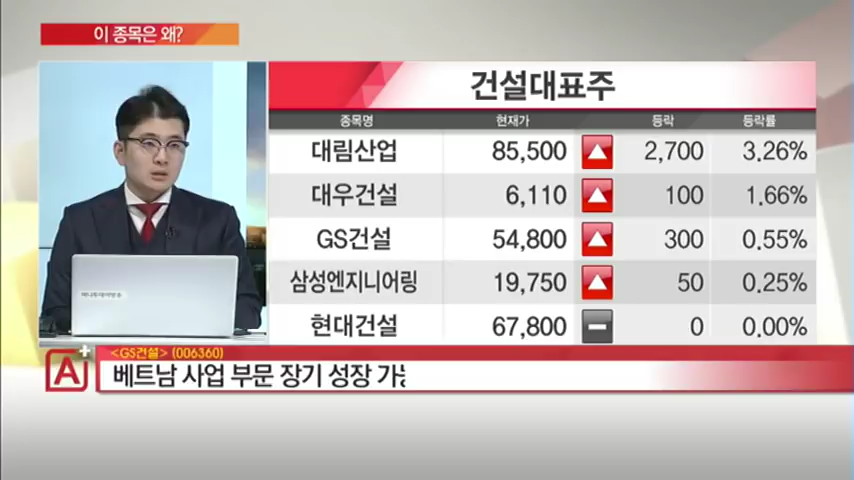 이 종목은 왜?
건설대표주
종목명 현재가 등락 등락률
대림산업 85,500 2,700 3.26%
대우건설 6,110 100 1.66%
GS건설 54,800 300 0.55%
삼성엔지니어링 19,750 50 0.25%
현대건설 67,800 0 0.00%
A+
<GS건설> (006360)
베트남 사업 부문 장기 성장